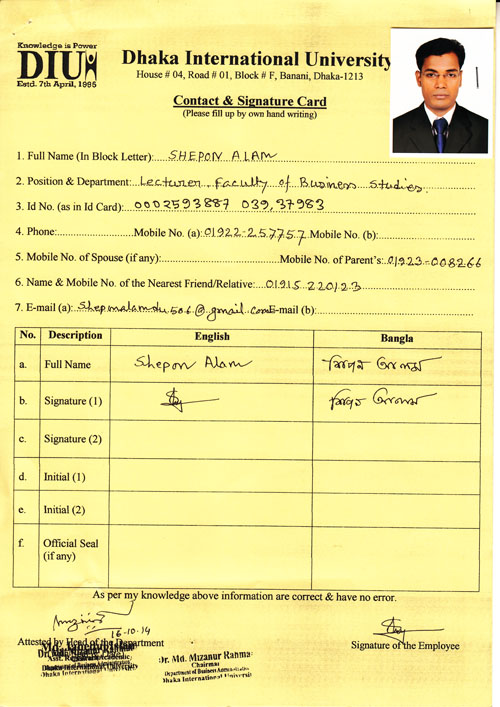 Knowledge is Power
DIU
Estd. 7th April, 1995
Dhaka International University
House # 04, Road # 01, Block # F, Banani, Dhaka-1213
Contact & Signature Card
(Please fill up by own hand writing)
1. Full Name (In Block Letter): SHEPON ALAM
2. Position & Department: Lecturer. Faculty of Business Studies.
3. Id No. (as in Id Card): 0002593887 039,37983
4. Phone: Mobile No. (a): 01922-257757 Mobile No. (b):
5. Mobile No. of Spouse (if any): Mobile No. of Parent's: 01923-008266
6. Name & Mobile No. of the Nearest Friend/Relative: 01915 220123
7. E-mail (a): Shepmalamdu506@gmail.com E-mail (b):
No. Description English Bangla
a. Full Name Shepon Alam শিপন আলম
b. Signature (1) শিপন আলম
c. Signature (2)
d. Initial (1)
e. Initial (2)
f. Official Seal
(if any)
As per my knowledge above information are correct & have no error.
16-10.14
Attested by Head of the Department
Signature of the Employee
Dr. Md. Mizanur Rahma
Chairman
Department of Business Administration
Dhaka International Universit